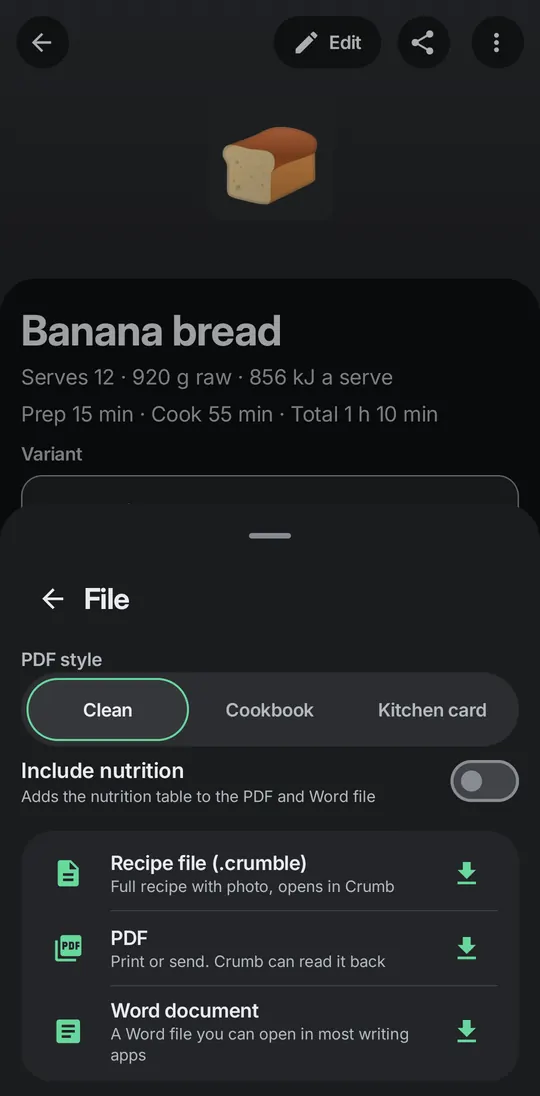 Edit
Banana bread
Serves 12 · 920 g raw · 856 kJ a serve
Prep 15 min · Cook 55 min · Total 1 h 10 min
Variant
File
PDF style
Clean
Cookbook
Kitchen card
Include nutrition
Adds the nutrition table to the PDF and Word file
Recipe file (.crumble)
Full recipe with photo, opens in Crumb
PDF
PDF
Print or send. Crumb can read it back
Word document
A Word file you can open in most writing
apps